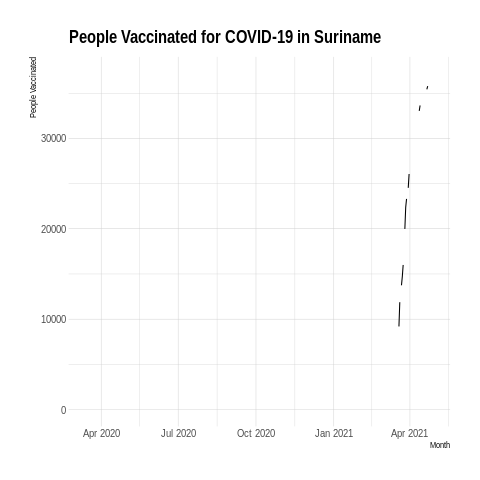 People Vaccinated for COVID-19 in Suriname
People Vaccinated
30000
20000
10000
0
Apr 2020
Jul 2020
Oct 2020
Jan 2021
Apr 2021
Month